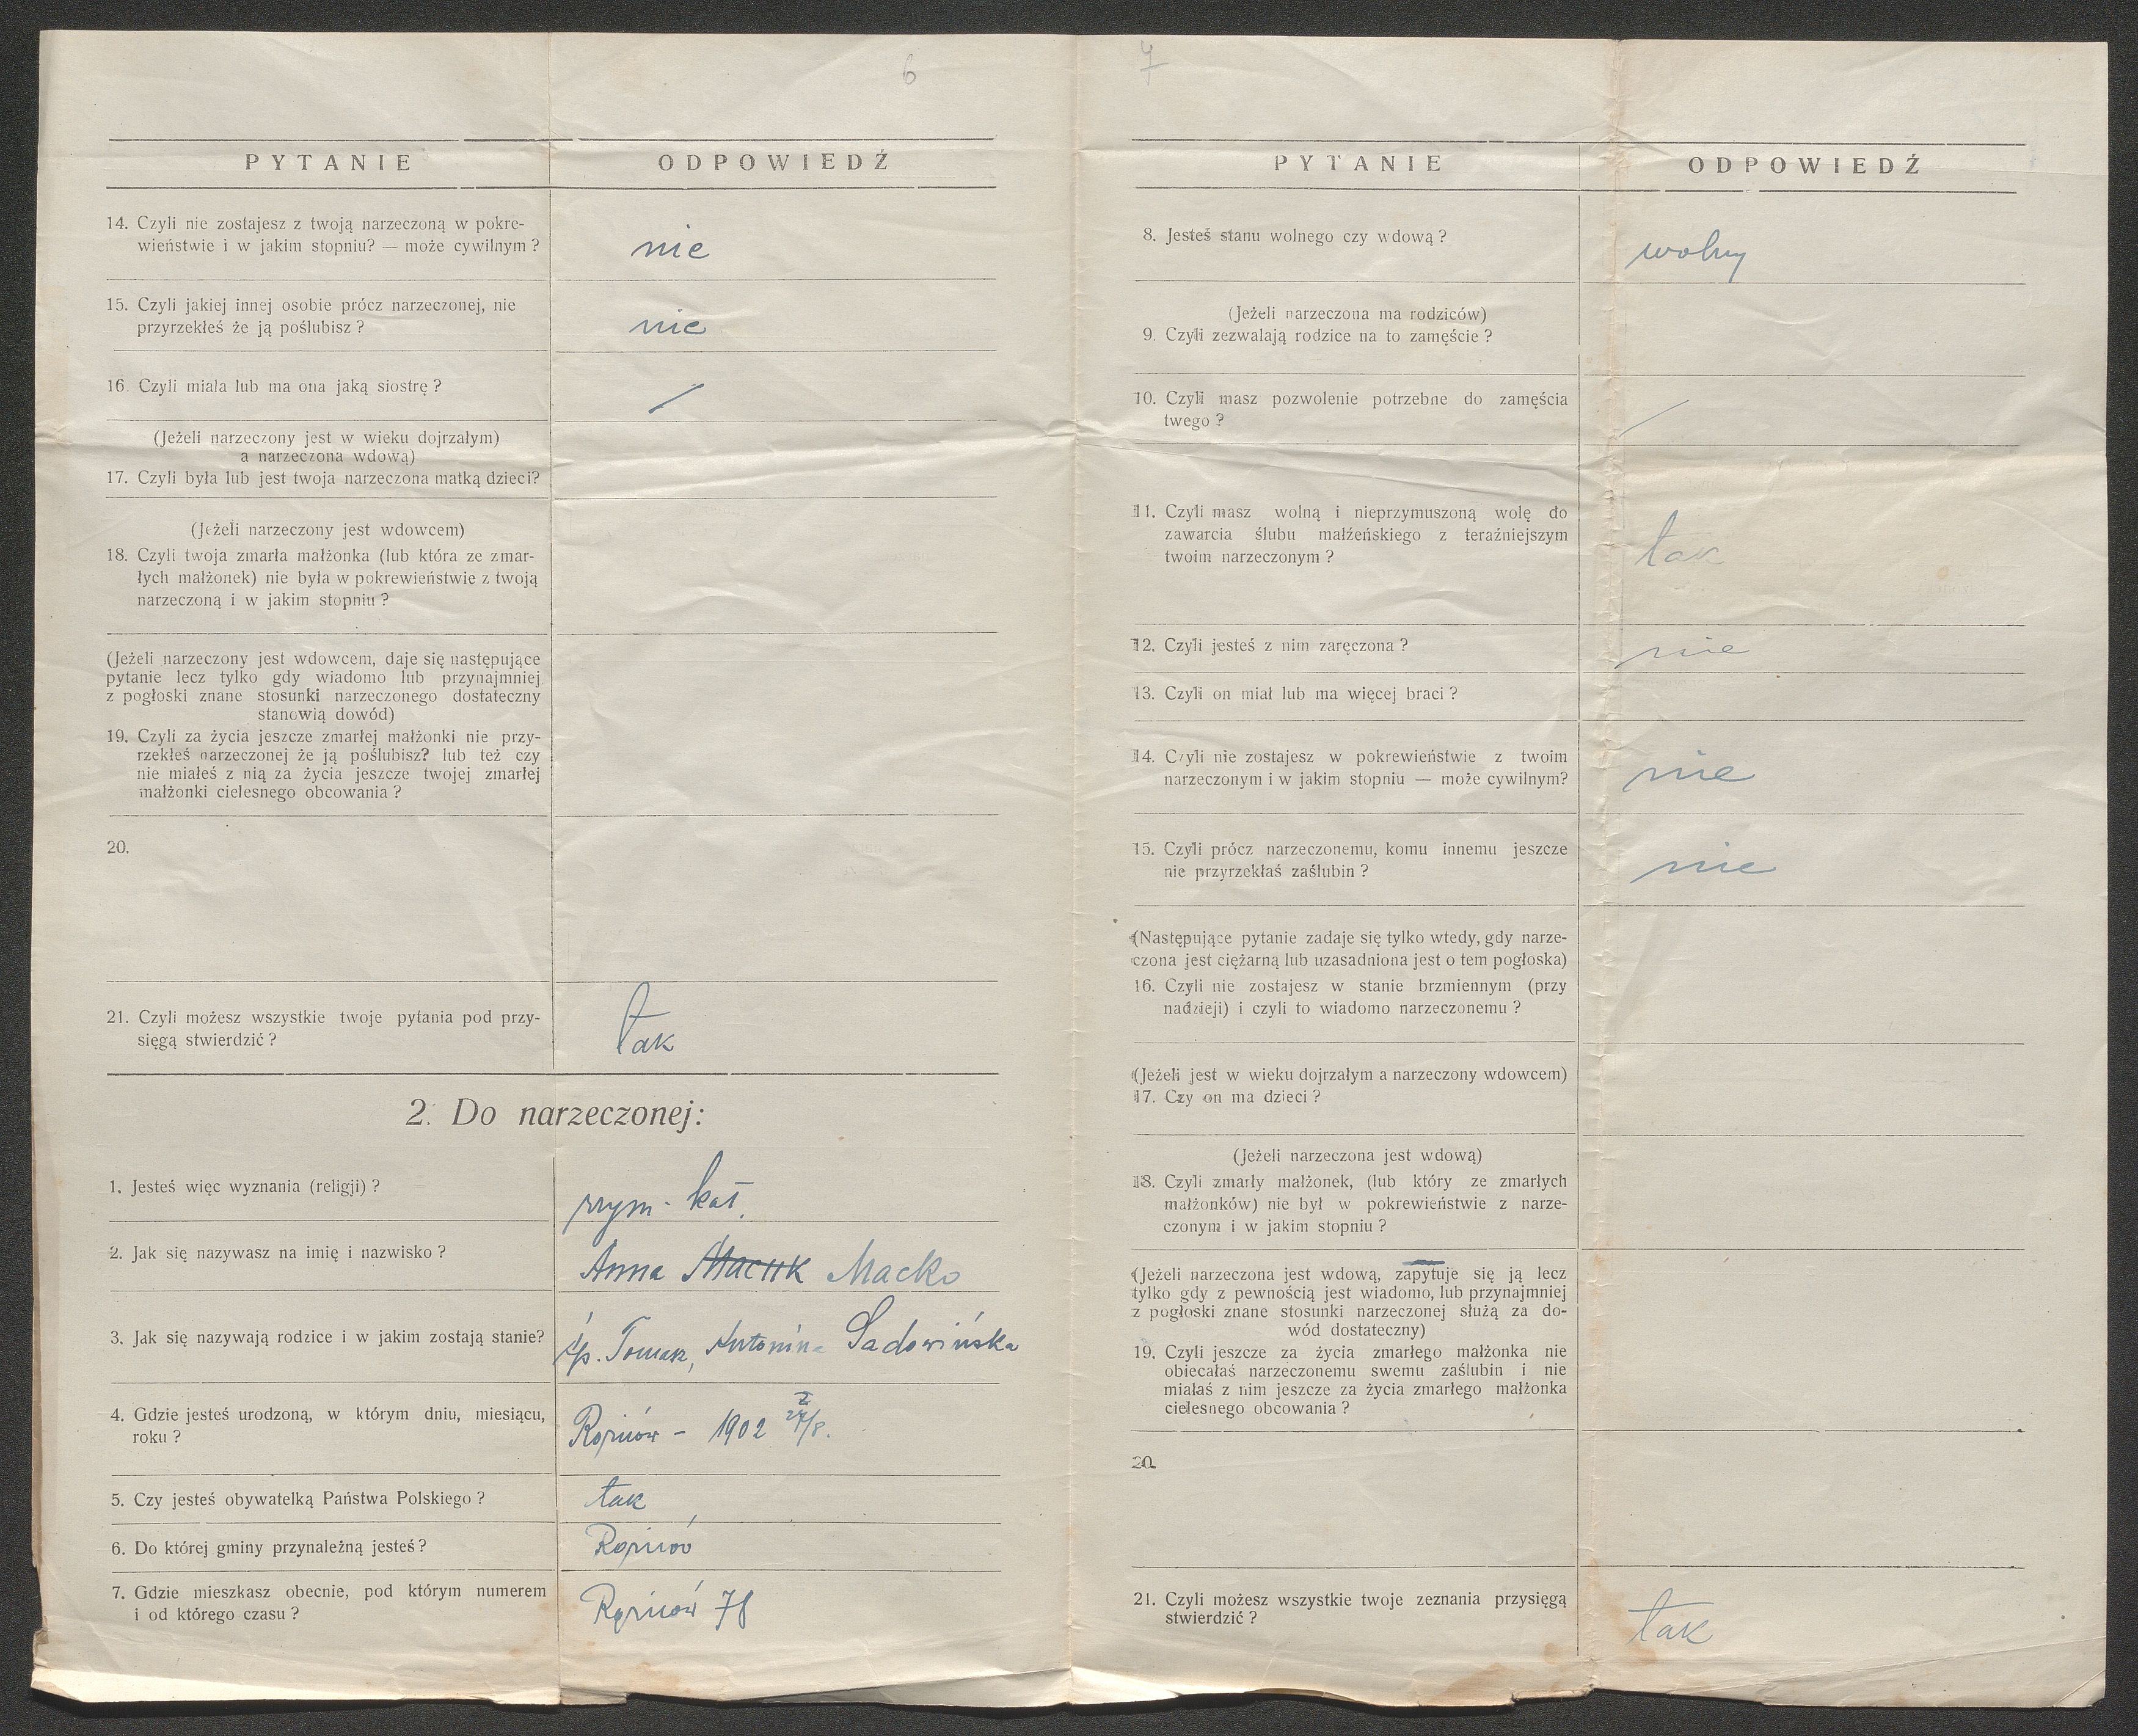 6
PYTANIE ODPOWIEDŹ
14. Czyli nie zostajesz z twoją narzeczoną w pokre-
wieństwie i w jakim stopniu? — może cywilnym ?
nie
15. Czyli jakiej innej osobie prócz narzeczonej, nie
przyrzekłeś że ją poślubisz ?
nie
16. Czyli miala lub ma ona jaką siostrę ?
(Jeżeli narzeczony jest w wieku dojrzałym)
a narzeczona wdową)
17. Czyli była lub jest twoja narzeczona matką dzieci?
(Jeżeli narzeczony jest wdowcem)
18. Czyli twoja zmarła małżonka (lub która ze zmar-
łych małżonek) nie była w pokrewieństwie z twoją
narzeczoną i w jakim stopniu ?
(Jeżeli narzeczony jest wdowcem, daje się następujące
pytanie lecz tylko gdy wiadomo lub przynajmniej
z pogłoski znane stosunki narzeczonego dostateczny
stanowią dowód)
19. Czyli za życia jeszcze zmarłej małżonki nie przy-
rzekłeś narzeczonej że ją poślubisz? lub też czy
nie miałeś z nią za życia jeszcze twojej zmarłej
małżonki cielesnego obcowania ?
20.
21. Czyli możesz wszystkie twoje pytania pod przy-
sięgą stwierdzić ?
tak
2. Do narzeczonej:
1. Jesteś więc wyznania (religji) ?
rzym. kat.
2. Jak się nazywasz na imię i nazwisko ?
Anna Maciik Macko
3. Jak się nazywają rodzice i w jakim zostają stanie?
śp. Tomasz, Antonina Sadowińska
4. Gdzie jesteś urodzoną, w którym dniu, miesiącu,
roku ?
1902 /8.
5. Czy jesteś obywatelką Państwa Polskiego ?
tak
6. Do której gminy przynależną jesteś ?
7. Gdzie mieszkasz obecnie, pod którym numerem
i od którego czasu ?
7
PYTANIE ODPOWIEDŹ
8. Jesteś stanu wolnego czy wdową ?
wolny
(Jeżeli narzeczona ma rodziców)
9. Czyli zezwalają rodzice na to zamęście ?
10. Czyli masz pozwolenie potrzebne do zamęścia
twego ?
11. Czyli masz wolną i nieprzymuszoną wolę do
zawarcia ślubu małżeńskiego z teraźniejszym
twoim narzeczonym ?
tak
12. Czyli jesteś z nim zaręczona ?
nie
13. Czyli on miał lub ma więcej braci ?
14. Czyli nie zostajesz w pokrewieństwie z twoim
narzeczonym i w jakim stopniu — może cywilnym?
nie
15. Czyli prócz narzeczonemu, komu innemu jeszcze
nie przyrzekłaś zaślubin ?
nie
(Następujące pytanie zadaje się tylko wtedy, gdy narze-
czona jest ciężarną lub uzasadniona jest o tem pogłoska)
16. Czyli nie zostajesz w stanie brzmiennym (przy
nadzieji) i czyli to wiadomo narzeczonemu ?
(Jeżeli jest w wieku dojrzałym a narzeczony wdowcem)
17. Czy on ma dzieci ?
(Jeżeli narzeczona jest wdową)
18. Czyli zmarły małżonek, (lub który ze zmarłych
małżonków) nie był w pokrewieństwie z narze-
czonym i w jakim stopniu ?
(Jeżeli narzeczona jest wdową, zapytuje się ją lecz
tylko gdy z pewnością jest wiadomo, lub przynajmniej
z pogłoski znane stosunki narzeczonej służą za do-
wód dostateczny)
19. Czyli jeszcze za życia zmarłego małżonka nie
obiecałaś narzeczonemu swemu zaślubin i nie
miałaś z nim jeszcze za życia zmarłego małżonka
cielesnego obcowania ?
20.
21. Czyli możesz wszystkie twoje zeznania przysięgą
stwierdzić ?
tak